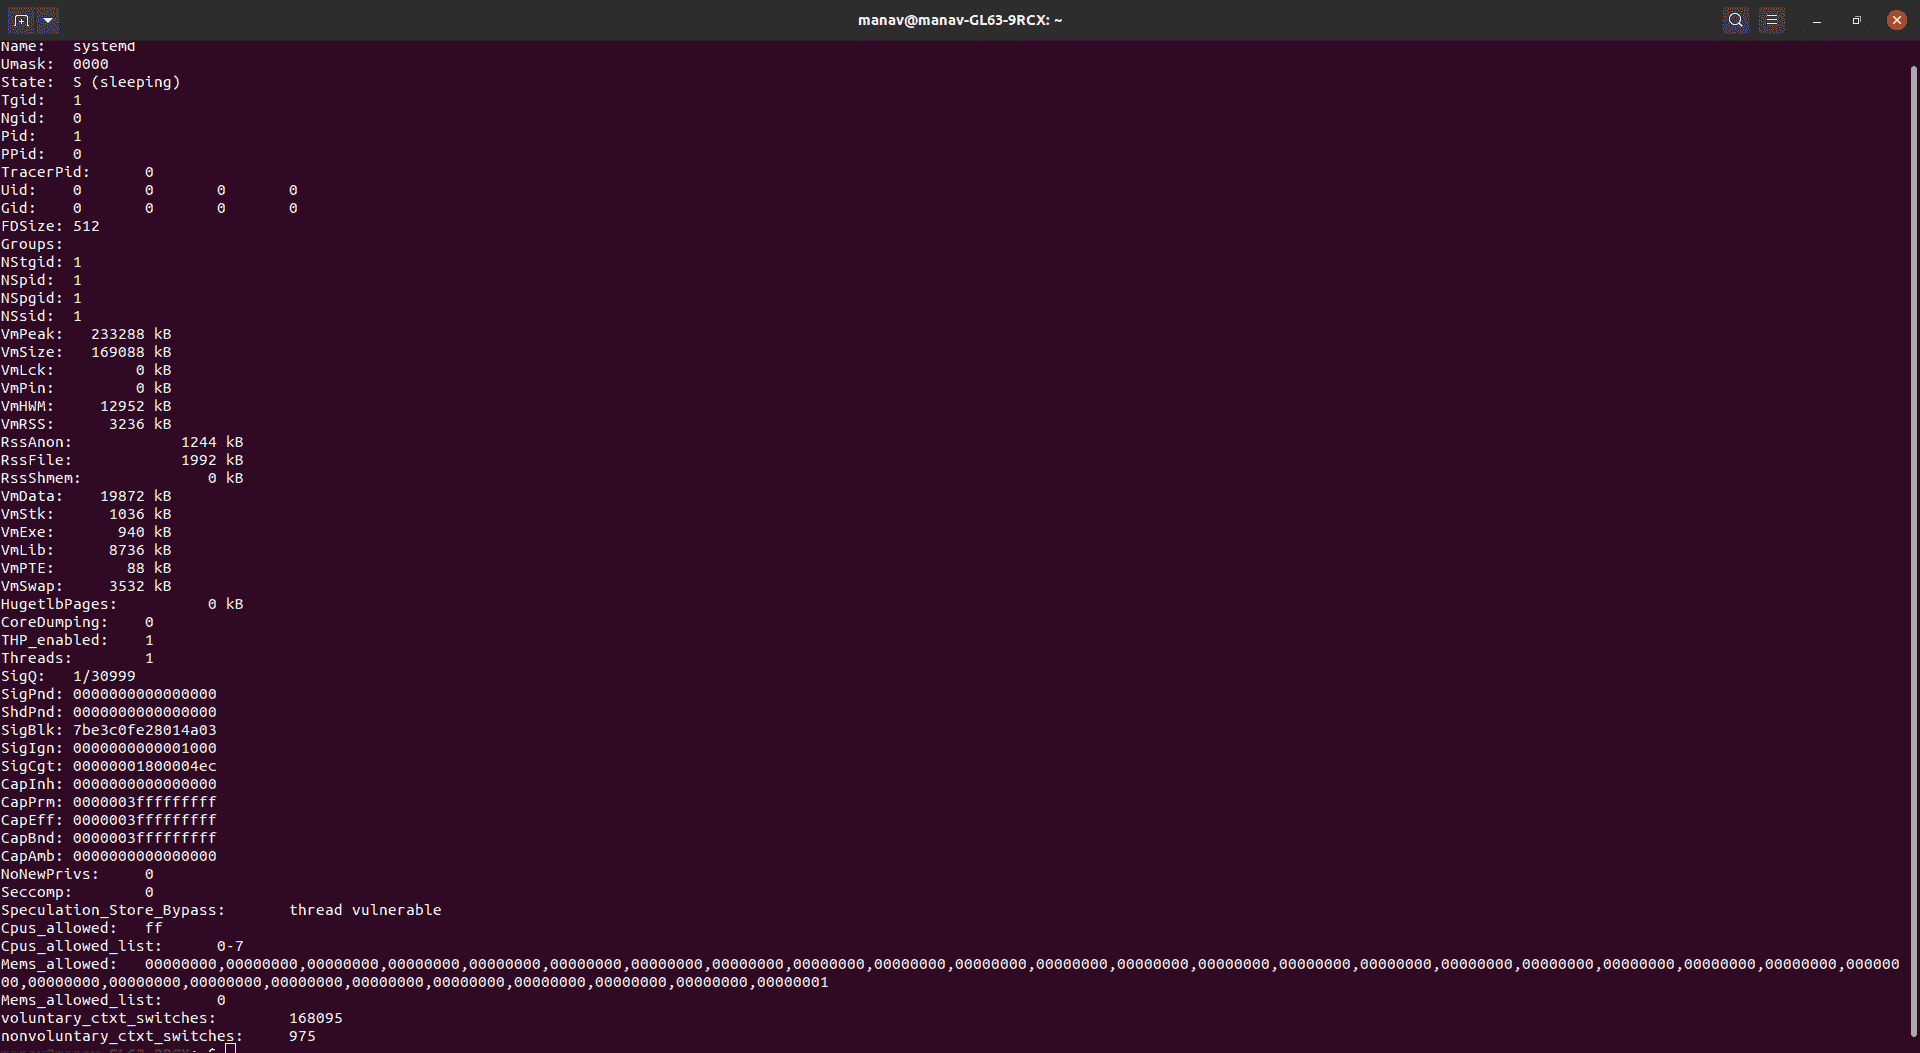 manav@manav-GL63-9RCX: ~
Name: systemd
Umask: 0000
State: S (sleeping)
Tgid: 1
Ngid: 0
Pid: 1
PPid: 0
TracerPid: 0
Uid: 0 0 0 0
Gid: 0 0 0 0
FDSize: 512
Groups:
NStgid: 1
NSpid: 1
NSpgid: 1
NSsid: 1
VmPeak: 233288 kB
VmSize: 169088 kB
VmLck: 0 kB
VmPin: 0 kB
VmHWM: 12952 kB
VmRSS: 3236 kB
RssAnon: 1244 kB
RssFile: 1992 kB
RssShmem: 0 kB
VmData: 19872 kB
VmStk: 1036 kB
VmExe: 940 kB
VmLib: 8736 kB
VmPTE: 88 kB
VmSwap: 3532 kB
HugetlbPages: 0 kB
CoreDumping: 0
THP_enabled: 1
Threads: 1
SigQ: 1/30999
SigPnd: 0000000000000000
ShdPnd: 0000000000000000
SigBlk: 7be3c0fe28014a03
SigIgn: 0000000000001000
SigCgt: 00000001800004ec
CapInh: 0000000000000000
CapPrm: 0000003fffffffff
CapEff: 0000003fffffffff
CapBnd: 0000003fffffffff
CapAmb: 0000000000000000
NoNewPrivs: 0
Seccomp: 0
Speculation_Store_Bypass: thread vulnerable
Cpus_allowed: ff
Cpus_allowed_list: 0-7
Mems_allowed: 00000000,00000000,00000000,00000000,00000000,00000000,00000000,00000000,00000000,00000000,00000000,00000000,00000000,00000000,00000000,00000000,00000000,00000000,00000000,00000000,00000000,000000
00,00000000,00000000,00000000,00000000,00000000,00000000,00000000,00000000,00000000,00000001
Mems_allowed_list: 0
voluntary_ctxt_switches: 168095
nonvoluntary_ctxt_switches: 975